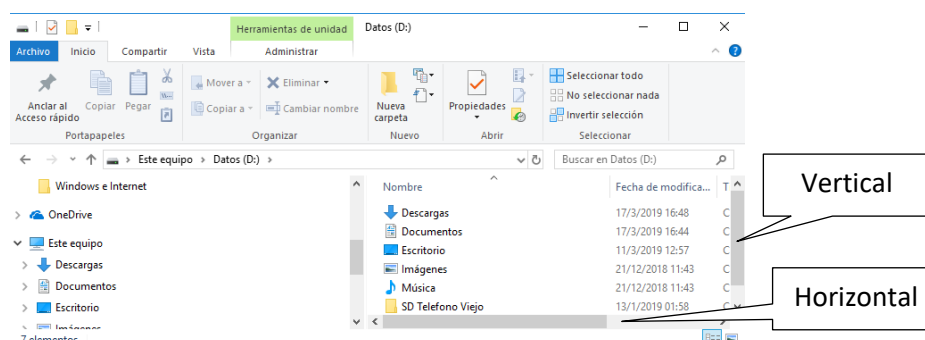 Herramientas de unidad Datos (D:)
Archivo Inicio Compartir Vista Administrar
Anclar al Acceso rápido
Copiar
Pegar
Mover a
Copiar a
Eliminar
Cambiar nombre
Nueva carpeta
Propiedades
Seleccionar todo
No seleccionar nada
Invertir selección
Portapapeles Organizar Nuevo Abrir Seleccionar
Este equipo > Datos (D:) >
Buscar en Datos (D:)
Windows e Internet
OneDrive
Este equipo
Descargas
Documentos
Escritorio
Imágenes
7 elementos
Nombre Fecha de modifica... T
Descargas 17/3/2019 16:48 C
Documentos 17/3/2019 16:44 C
Escritorio 11/3/2019 12:57 C
Imágenes 21/12/2018 11:43 C
Música 21/12/2018 11:43 C
SD Telefono Viejo 13/1/2019 01:58 C
Vertical
Horizontal